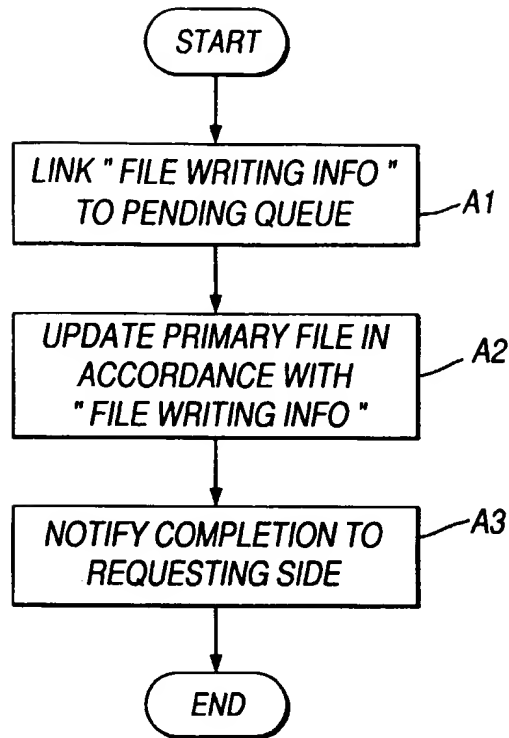 START
LINK " FILE WRITING INFO "
TO PENDING QUEUE
A1
UPDATE PRIMARY FILE IN
ACCORDANCE WITH
" FILE WRITING INFO "
A2
NOTIFY COMPLETION TO
REQUESTING SIDE
A3
END